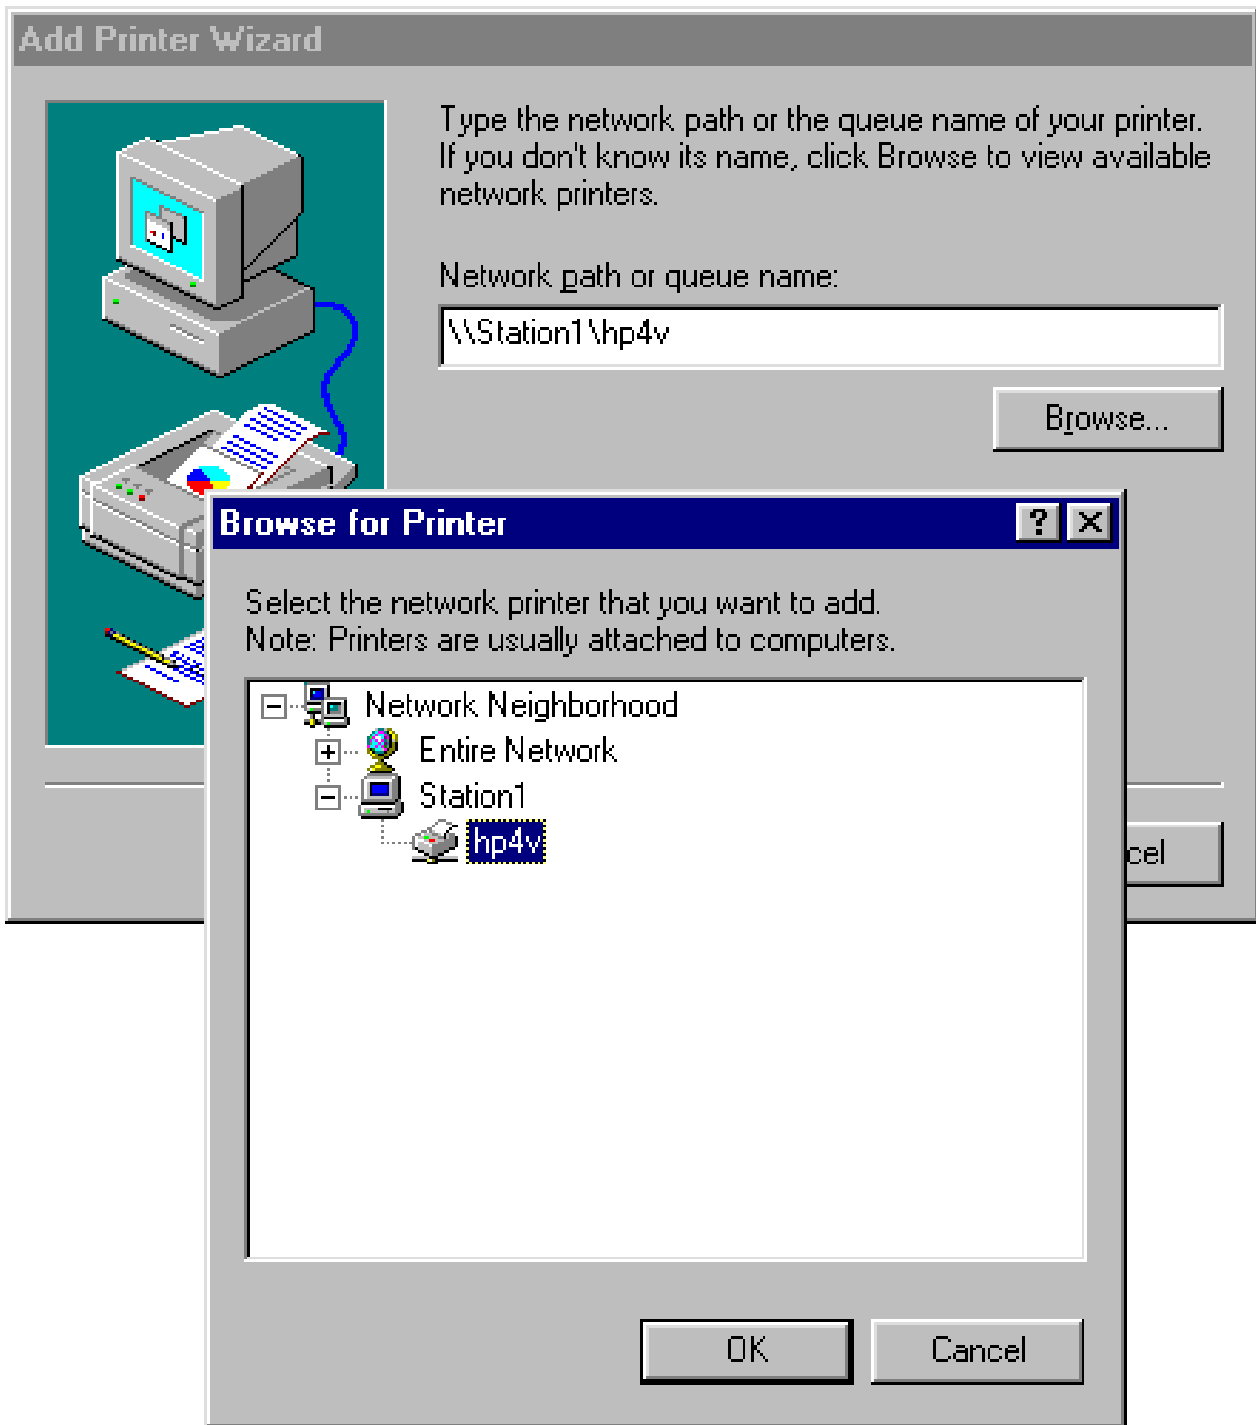 Add Printer Wizard
Type the network path or the queue name of your printer.
If you don't know its name, click Browse to view available
network printers.
Network path or queue name:
\\Station1\hp4v
Browse...
Browse for Printer
Select the network printer that you want to add.
Note: Printers are usually attached to computers.
Network Neighborhood
Entire Network
Station1
hp4v
cel
OK
Cancel